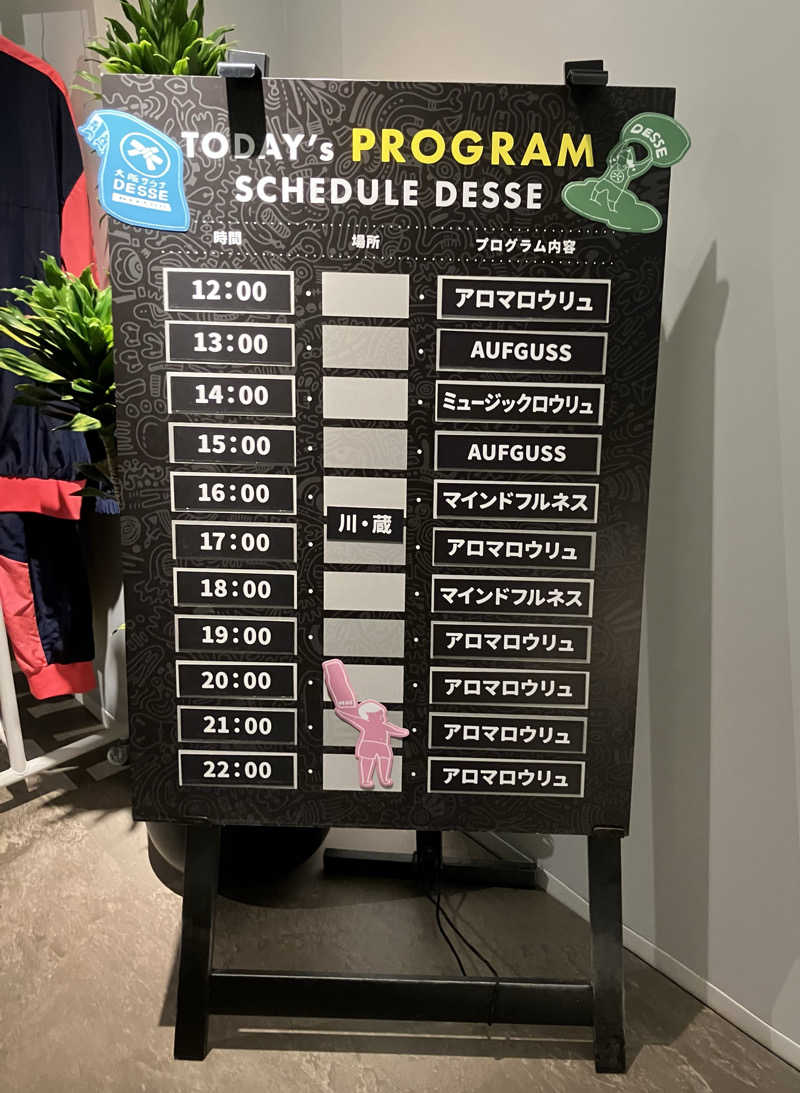 TODAY's PROGRAM
SCHEDULE DESSE
大阪サウナ
DESSE
DESSE
時間 場所 プログラム内容
12:00 アロマロウリュ
13:00 AUFGUSS
14:00 ミュージックロウリュ
15:00 AUFGUSS
16:00 マインドフルネス
川・蔵
17:00 アロマロウリュ
18:00 マインドフルネス
19:00 アロマロウリュ
20:00 アロマロウリュ
21:00 アロマロウリュ
22:00 アロマロウリュ